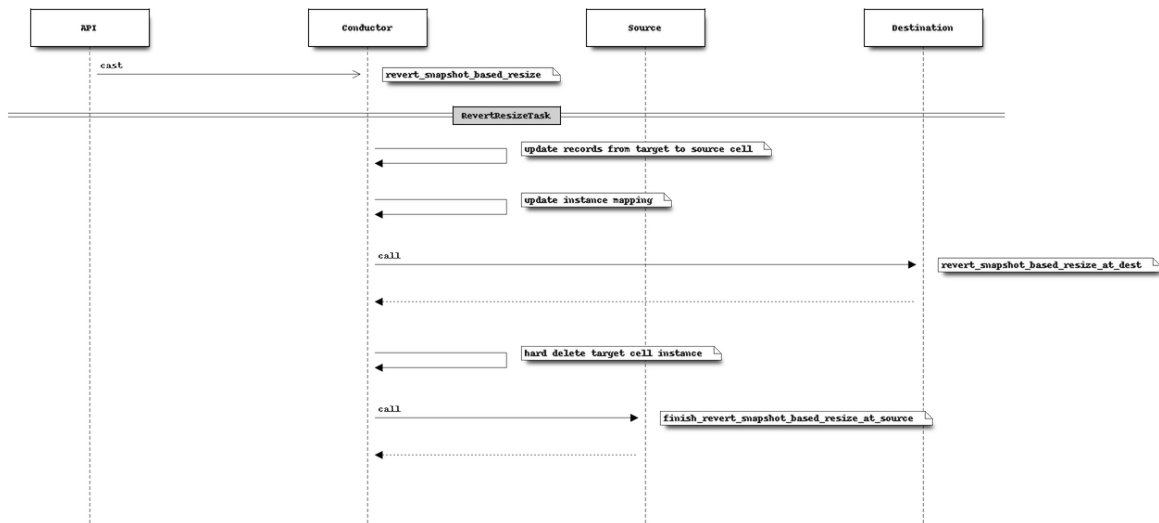 API
Conductor
Source
Destination
cast
revert_snapshot_based_resize
RevertResizeTask
update records from target to source cell
update instance mapping
call
revert_snapshot_based_resize_at_dest
hard delete target cell instance
call
finish_revert_snapshot_based_resize_at_source